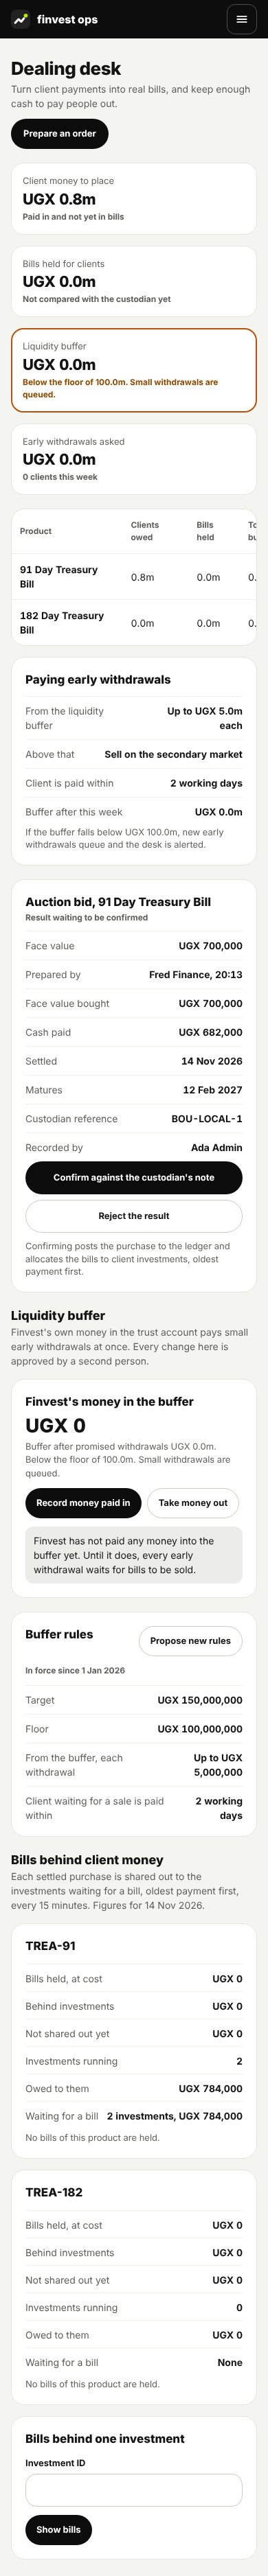 finvest ops
Dealing desk
Turn client payments into real bills, and keep enough
cash to pay people out.
Prepare an order
Client money to place
UGX 0.8m
Paid in and not yet in bills
Bills held for clients
UGX 0.0m
Not compared with the custodian yet
Liquidity buffer
UGX 0.0m
Below the floor of 100.0m. Small withdrawals are
queued.
Early withdrawals asked
UGX 0.0m
0 clients this week
Product Clients owed Bills held
91 Day Treasury Bill 0.8m 0.0m
182 Day Treasury Bill 0.0m 0.0m
Paying early withdrawals
From the liquidity buffer Up to UGX 5.0m each
Above that Sell on the secondary market
Client is paid within 2 working days
Buffer after this week UGX 0.0m
If the buffer falls below UGX 100.0m, new early
withdrawals queue and the desk is alerted.
Auction bid, 91 Day Treasury Bill
Result waiting to be confirmed
Face value UGX 700,000
Prepared by Fred Finance, 20:13
Face value bought UGX 700,000
Cash paid UGX 682,000
Settled 14 Nov 2026
Matures 12 Feb 2027
Custodian reference BOU-LOCAL-1
Recorded by Ada Admin
Confirm against the custodian's note
Reject the result
Confirming posts the purchase to the ledger and
allocates the bills to client investments, oldest
payment first.
Liquidity buffer
Finvest's own money in the trust account pays small
early withdrawals at once. Every change here is
approved by a second person.
Finvest's money in the buffer
UGX 0
Buffer after promised withdrawals UGX 0.0m.
Below the floor of 100.0m. Small withdrawals are
queued.
Record money paid in Take money out
Finvest has not paid any money into the
buffer yet. Until it does, every early
withdrawal waits for bills to be sold.
Buffer rules Propose new rules
In force since 1 Jan 2026
Target UGX 150,000,000
Floor UGX 100,000,000
From the buffer, each withdrawal Up to UGX 5,000,000
Client waiting for a sale is paid within 2 working days
Bills behind client money
Each settled purchase is shared out to the
investments waiting for a bill, oldest payment first,
every 15 minutes. Figures for 14 Nov 2026.
TREA-91
Bills held, at cost UGX 0
Behind investments UGX 0
Not shared out yet UGX 0
Investments running 2
Owed to them UGX 784,000
Waiting for a bill 2 investments, UGX 784,000
No bills of this product are held.
TREA-182
Bills held, at cost UGX 0
Behind investments UGX 0
Not shared out yet UGX 0
Investments running 0
Owed to them UGX 0
Waiting for a bill None
No bills of this product are held.
Bills behind one investment
Investment ID
Show bills